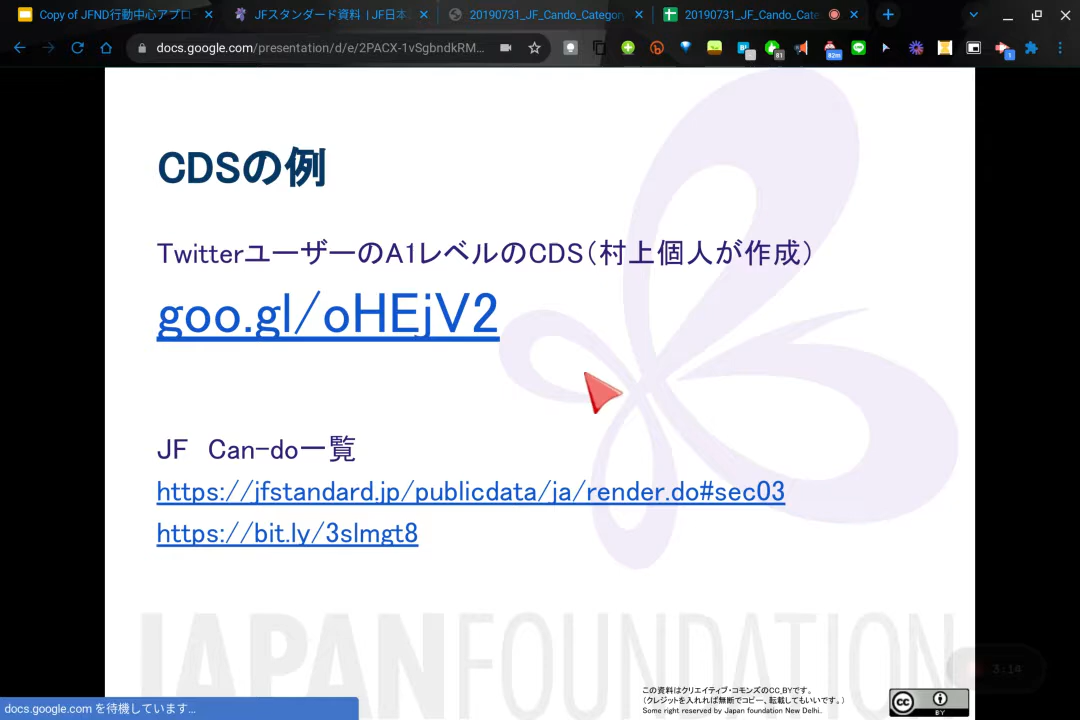 Copy of JFND行動中心アプロ
JFスタンダード資料 | JF日本
20190731_JF_Cando_Category
20190731_JF_Cando_Cate
docs.google.com/presentation/d/e/2PACX-1vSgbndkRM...
CDSの例
TwitterユーザーのA1レベルのCDS（村上個人が作成）
goo.gl/oHEjV2
JF　Can-do一覧
https://jfstandard.jp/publicdata/ja/render.do#sec03
https://bit.ly/3slmgt8
JAPAN FOUNDATION
3:14
この資料はクリエイティブ・コモンズのCC_BYです。
（クレジットを入れれば無断でコピー、転載してもいいです。）
Some right reserved by Japan foundation New Delhi.
cc
BY
docs.google.com を待機しています...